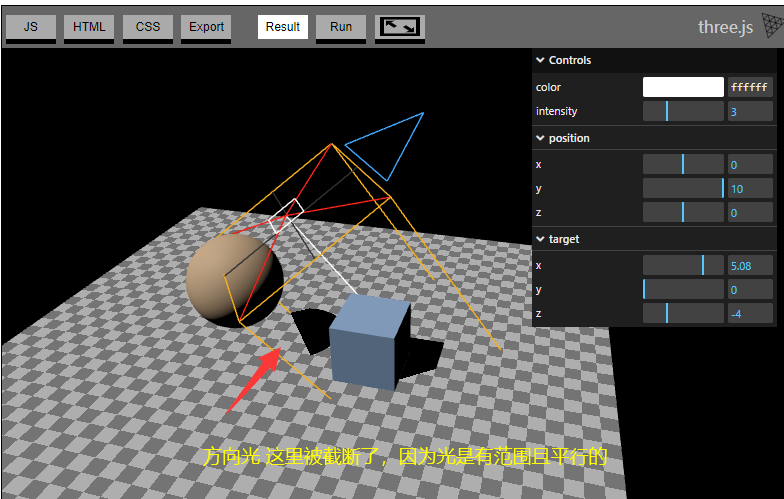 JS HTML CSS Export Result Run three.js
Controls
color ffffff
intensity 3
position
x 0
y 10
z 0
target
x 5.08
y 0
z -4
方向光 这里被截断了，因为光是有范围且平行的